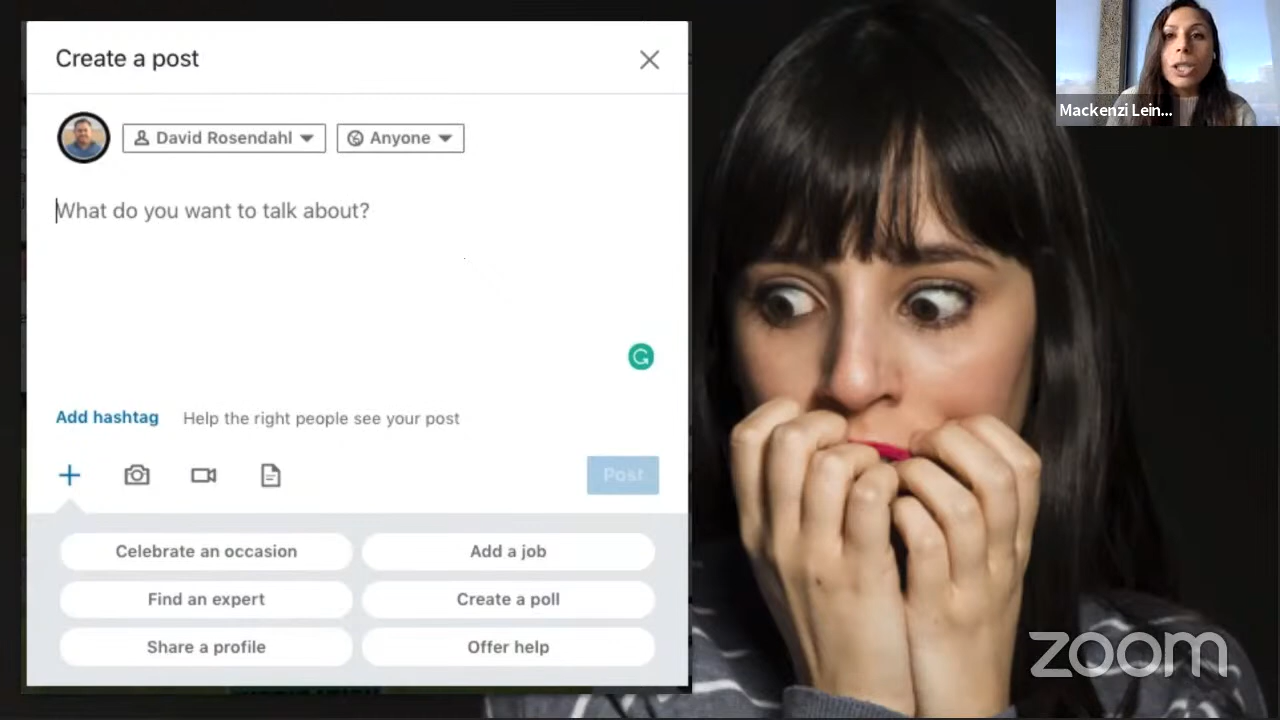 Create a post
David Rosendahl
Anyone
Mackenzi Lein...
What do you want to talk about?
Add hashtag Help the right people see your post
Post
Celebrate an occasion Add a job
Find an expert Create a poll
Share a profile Offer help
zoom